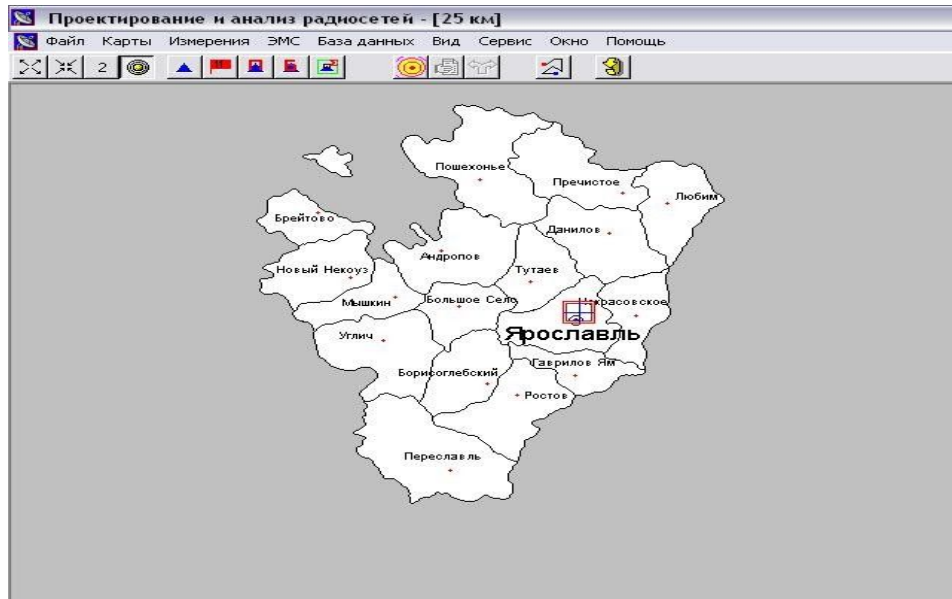 Проектирование и анализ радиосетей - [25 км]
Файл Карты Измерения ЭМС База данных Вид Сервис Окно Помощь
2
Пошехонье
Пречистое
Любим
Брейтово
Данилов
Андропов
Новый Некоуз
Тутаев
Мышкин
Большое Село
Некрасовское
Ярославль
Углич
Гаврилов Ям
Борисоглебский
Ростов
Переславль